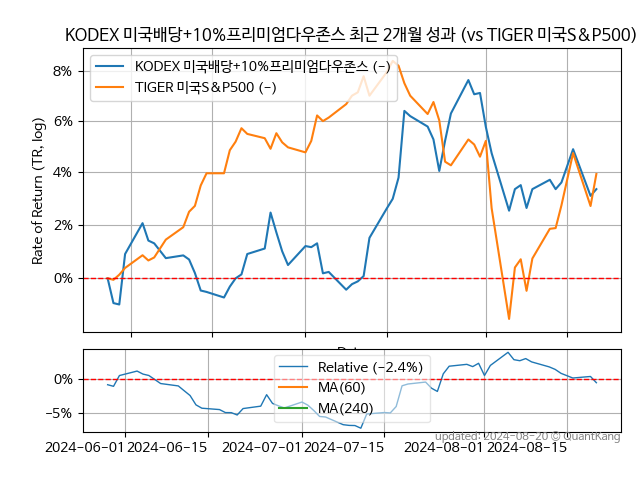 KODEX 미국배당+10%프리미엄다우존스 최근 2개월 성과 (vs TIGER 미국S&P500)
KODEX 미국배당+10%프리미엄다우존스 (-)
TIGER 미국S&P500 (-)
8%
6%
4%
2%
0%
Rate of Return (TR, log)
Relative (-2.4%)
MA(60)
MA(240)
0%
−5%
updated: 2024-08-20 © QuantKang
2024-06-01 2024-06-15 2024-07-01 2024-07-15 2024-08-01 2024-08-15